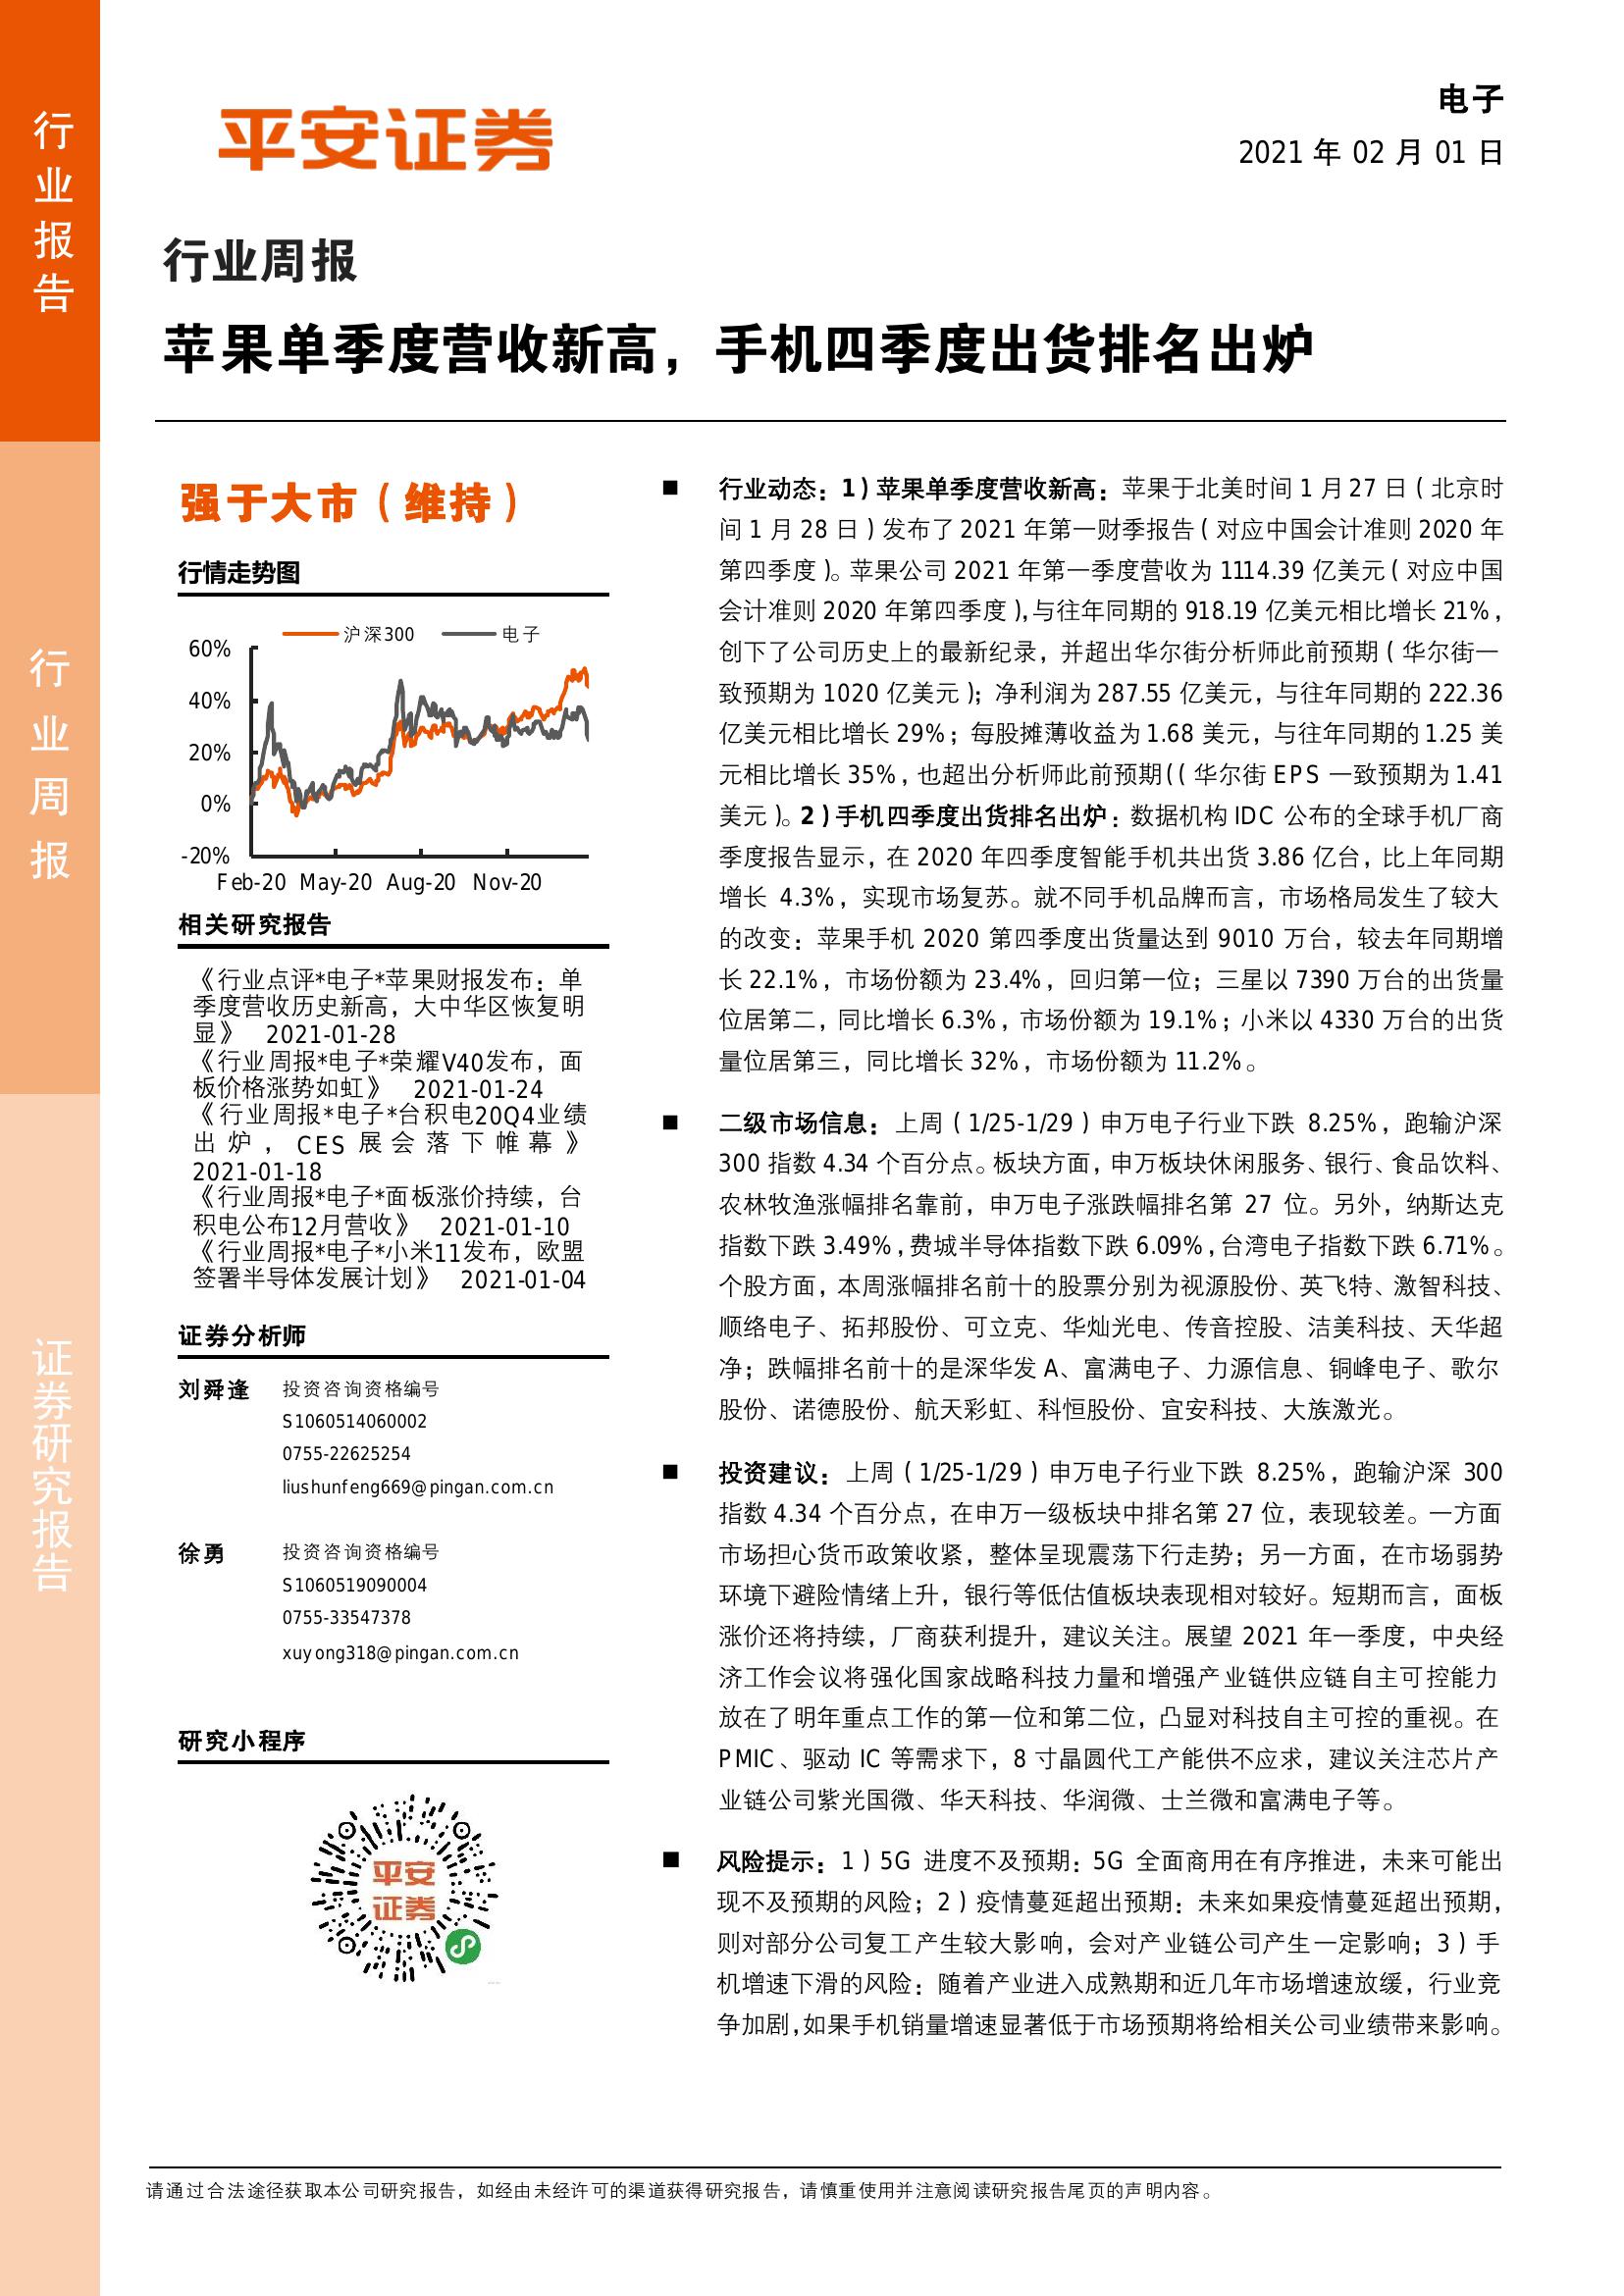 行业报告
行业周报
证券研究报告
平安证券
电子
2021 年 02 月 01 日
行业周报
苹果单季度营收新高，手机四季度出货排名出炉
强于大市（维持）
行情走势图
沪深300 电子
60%
40%
20%
0%
-20%
Feb-20 May-20 Aug-20 Nov-20
相关研究报告
《行业点评*电子*苹果财报发布：单
季度营收历史新高，大中华区恢复明
显》 2021-01-28
《行业周报*电子*荣耀V40发布，面
板价格涨势如虹》 2021-01-24
《行业周报*电子*台积电20Q4业绩
出炉，CES展会落下帷幕》
2021-01-18
《行业周报*电子*面板涨价持续，台
积电公布12月营收》 2021-01-10
《行业周报*电子*小米11发布，欧盟
签署半导体发展计划》 2021-01-04
证券分析师
刘舜逢 投资咨询资格编号
S1060514060002
0755-22625254
liushunfeng669@pingan.com.cn
徐勇 投资咨询资格编号
S1060519090004
0755-33547378
xuyong318@pingan.com.cn
研究小程序
平安
证券
■ 行业动态：1）苹果单季度营收新高：苹果于北美时间 1 月 27 日（北京时
间 1 月 28 日）发布了 2021 年第一财季报告（对应中国会计准则 2020 年
第四季度）。苹果公司 2021 年第一季度营收为 1114.39 亿美元（对应中国
会计准则 2020 年第四季度），与往年同期的 918.19 亿美元相比增长 21%，
创下了公司历史上的最新纪录，并超出华尔街分析师此前预期（华尔街一
致预期为 1020 亿美元）；净利润为 287.55 亿美元，与往年同期的 222.36
亿美元相比增长 29%；每股摊薄收益为 1.68 美元，与往年同期的 1.25 美
元相比增长 35%，也超出分析师此前预期((华尔街 EPS 一致预期为 1.41
美元）。2）手机四季度出货排名出炉：数据机构 IDC 公布的全球手机厂商
季度报告显示，在 2020 年四季度智能手机共出货 3.86 亿台，比上年同期
增长 4.3%，实现市场复苏。就不同手机品牌而言，市场格局发生了较大
的改变：苹果手机 2020 第四季度出货量达到 9010 万台，较去年同期增
长 22.1%，市场份额为 23.4%，回归第一位；三星以 7390 万台的出货量
位居第二，同比增长 6.3%，市场份额为 19.1%；小米以 4330 万台的出货
量位居第三，同比增长 32%，市场份额为 11.2%。
■ 二级市场信息：上周（1/25-1/29）申万电子行业下跌 8.25%，跑输沪深
300 指数 4.34 个百分点。板块方面，申万板块休闲服务、银行、食品饮料、
农林牧渔涨幅排名靠前，申万电子涨跌幅排名第 27 位。另外，纳斯达克
指数下跌 3.49%，费城半导体指数下跌 6.09%，台湾电子指数下跌 6.71%。
个股方面，本周涨幅排名前十的股票分别为视源股份、英飞特、激智科技、
顺络电子、拓邦股份、可立克、华灿光电、传音控股、洁美科技、天华超
净；跌幅排名前十的是深华发 A、富满电子、力源信息、铜峰电子、歌尔
股份、诺德股份、航天彩虹、科恒股份、宜安科技、大族激光。
■ 投资建议：上周（1/25-1/29）申万电子行业下跌 8.25%，跑输沪深 300
指数 4.34 个百分点，在申万一级板块中排名第 27 位，表现较差。一方面
市场担心货币政策收紧，整体呈现震荡下行走势；另一方面，在市场弱势
环境下避险情绪上升，银行等低估值板块表现相对较好。短期而言，面板
涨价还将持续，厂商获利提升，建议关注。展望 2021 年一季度，中央经
济工作会议将强化国家战略科技力量和增强产业链供应链自主可控能力
放在了明年重点工作的第一位和第二位，凸显对科技自主可控的重视。在
PMIC、驱动 IC 等需求下，8 寸晶圆代工产能供不应求，建议关注芯片产
业链公司紫光国微、华天科技、华润微、士兰微和富满电子等。
■ 风险提示：1）5G 进度不及预期：5G 全面商用在有序推进，未来可能出
现不及预期的风险；2）疫情蔓延超出预期：未来如果疫情蔓延超出预期，
则对部分公司复工产生较大影响，会对产业链公司产生一定影响；3）手
机增速下滑的风险：随着产业进入成熟期和近几年市场增速放缓，行业竞
争加剧，如果手机销量增速显著低于市场预期将给相关公司业绩带来影响。
请通过合法途径获取本公司研究报告，如经由未经许可的渠道获得研究报告，请慎重使用并注意阅读研究报告尾页的声明内容。